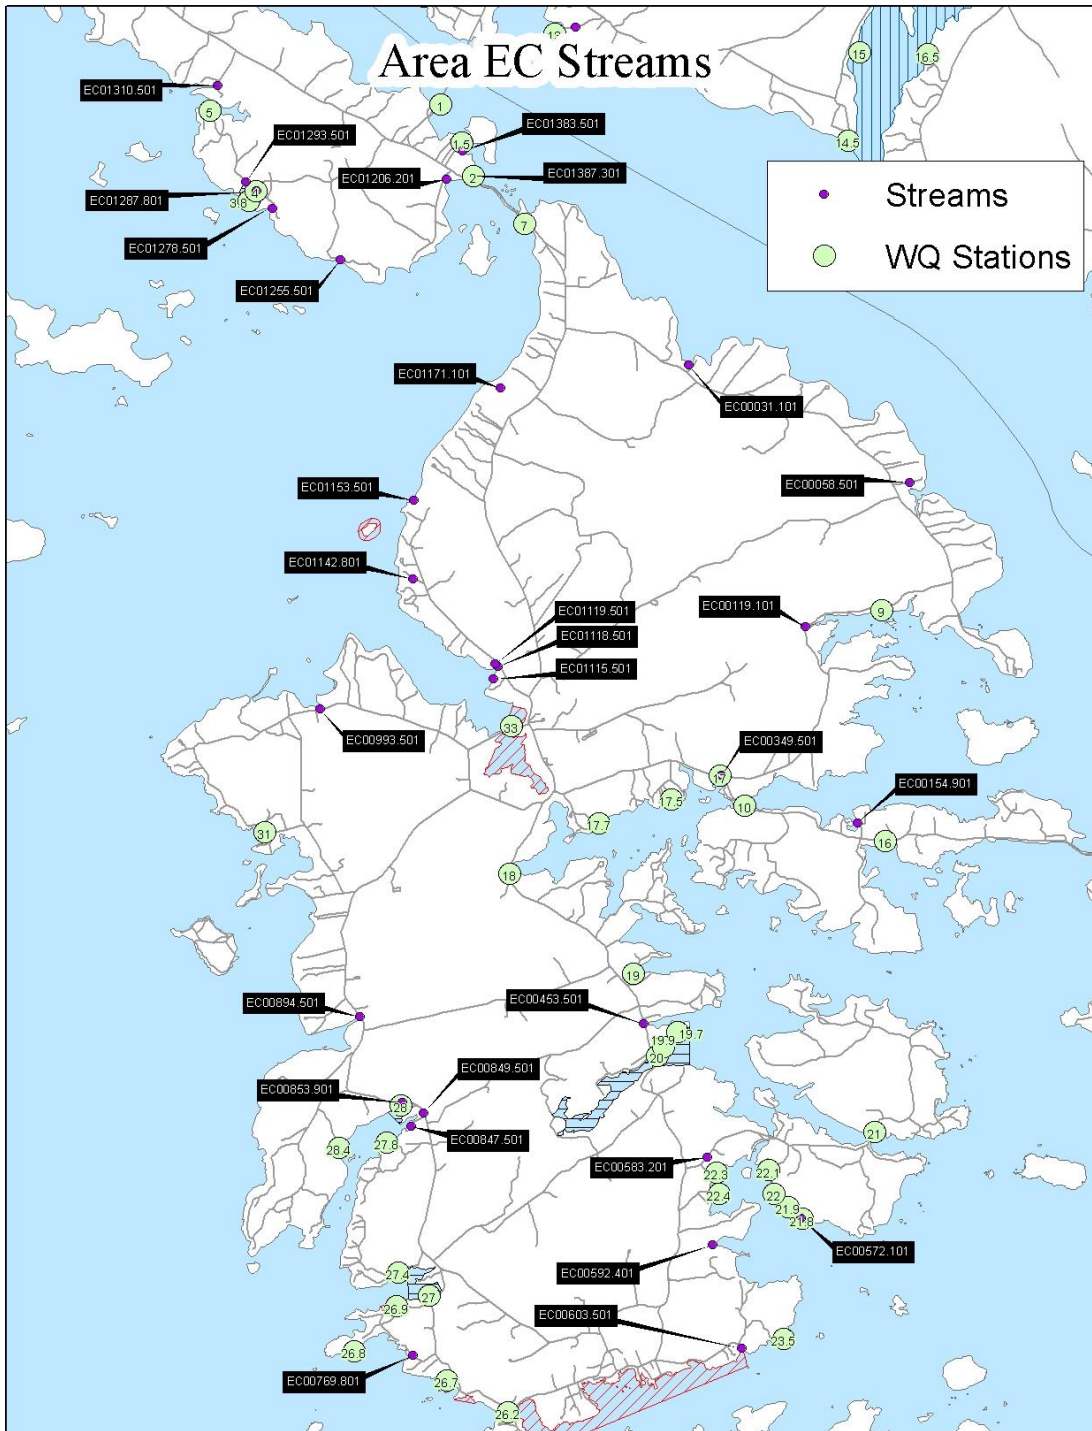 13
Area EC Streams
15
16.5
EC01310.501
5
1
EC01383.501
EC01293.501
1.5
14.5
EC01206.201
2
EC01387.301
EC01287.801
4
3.8
Streams
7
EC01278.501
WQ Stations
EC01255.501
EC01171.101
EC00031.101
EC01153.501
EC00058.501
EC01142.801
EC01119.501
EC00119.101
9
EC01118.501
EC01115.501
33
EC00993.501
EC00349.501
17
EC00154.901
17.5
10
17.7
31
16
18
19
EC00894.501
EC00453.501
19.7
19.9
20
EC00849.501
EC00853.901
28
EC00847.501
27.8
28.4
21
EC00583.201
22.3
22.1
22.4
22
21.9
21.8
EC00572.101
EC00592.401
27.4
27
26.9
EC00603.501
23.5
26.8
EC00769.801
26.7
26.2